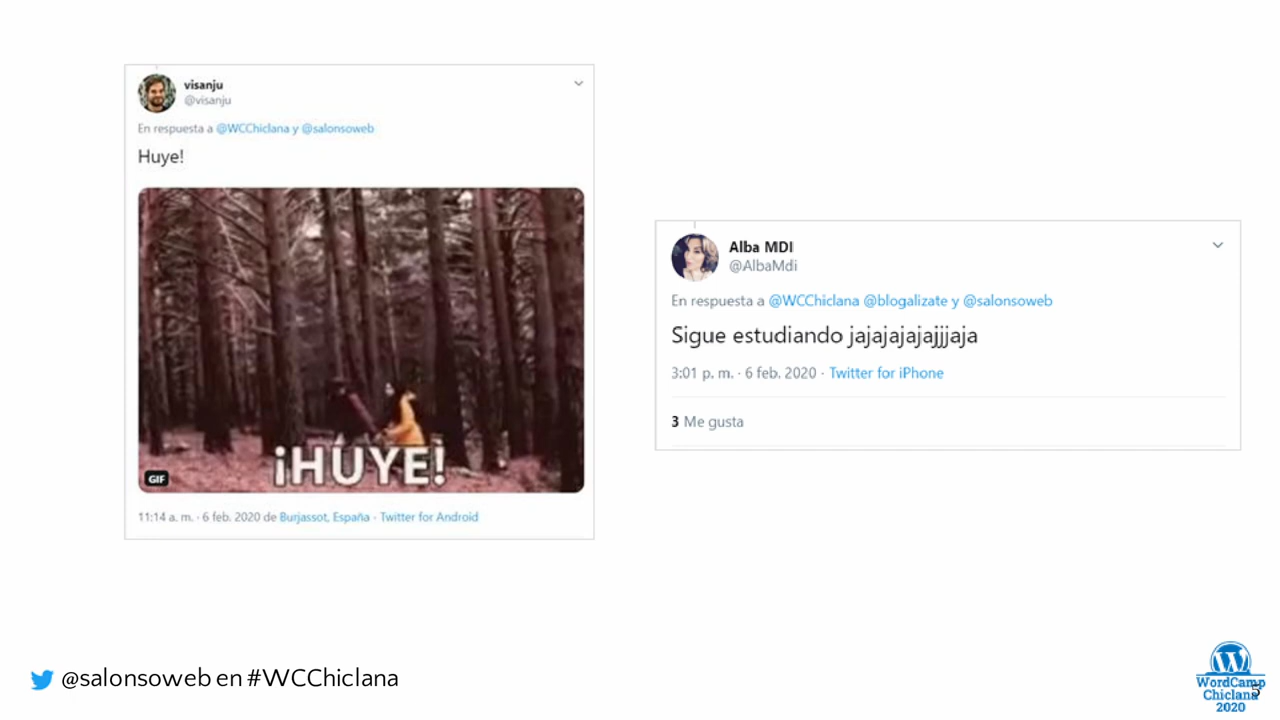 visanju
@visanju
En respuesta a @WCChiclana y @salonsoweb
Huye!
¡HUYE!
GIF
11:14 a. m. · 6 feb. 2020 de Burjassot, España · Twitter for Android
Alba MDI
@AlbaMdi
En respuesta a @WCChiclana @blogalizate y @salonsoweb
Sigue estudiando jajajajajajjjaja
3:01 p. m. · 6 feb. 2020 · Twitter for iPhone
3 Me gusta
@salonsoweb en #WCChiclana
WordCamp
Chiclana
2020
5